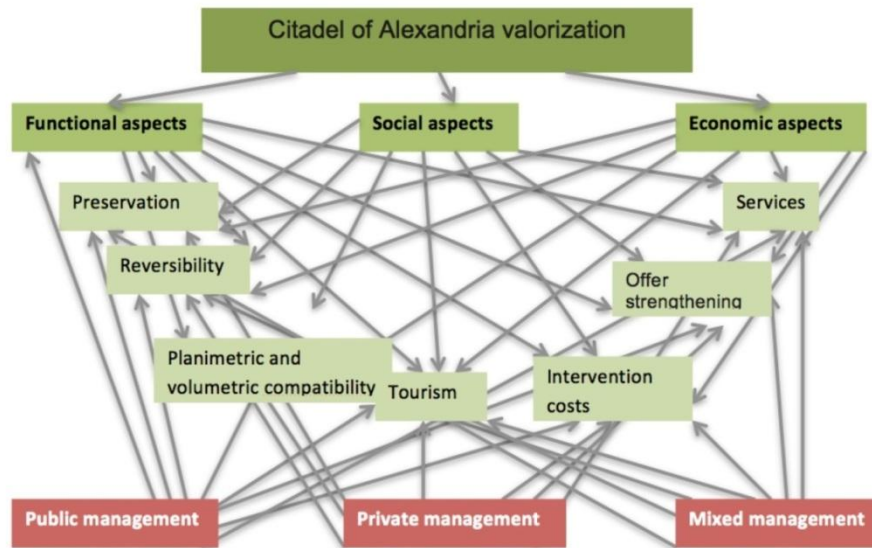 Citadel of Alexandria valorization
Functional aspects
Social aspects
Economic aspects
Preservation
Services
Reversibility
Offer
strengthening
Planimetric and
volumetric compatibility
Tourism
Intervention
costs
Public management
Private management
Mixed management